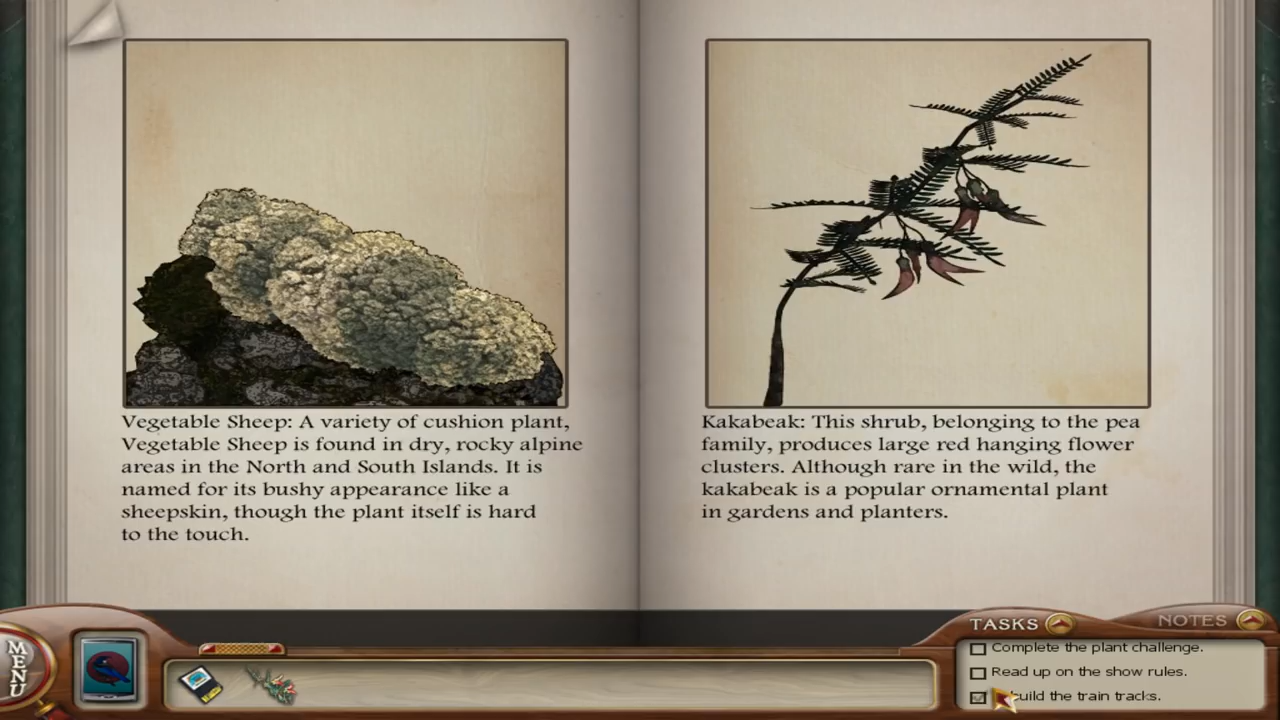 Vegetable Sheep: A variety of cushion plant,
Vegetable Sheep is found in dry, rocky alpine
areas in the North and South Islands. It is
named for its bushy appearance like a
sheepskin, though the plant itself is hard
to the touch.
Kakabeak: This shrub, belonging to the pea
family, produces large red hanging flower
clusters. Although rare in the wild, the
kakabeak is a popular ornamental plant
in gardens and planters.
MENU
TASKS
NOTES
Complete the plant challenge.
Read up on the show rules.
build the train tracks.